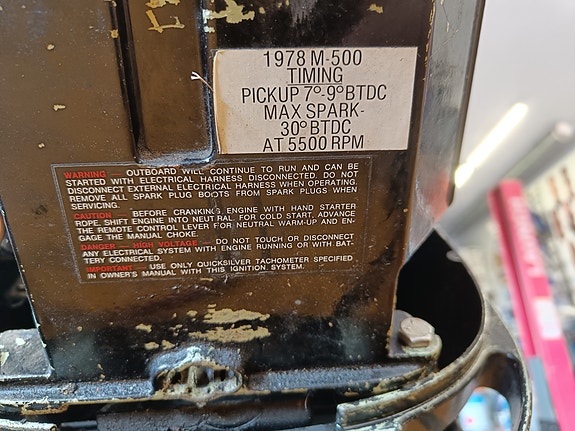 1978 M-500
TIMING
PICKUP 7°-9°BTDC
MAX SPARK-
30° BTDC
AT 5500 RPM
WARNING — OUTBOARD WILL CONTINUE TO RUN AND CAN BE
STARTED WITH ELECTRICAL HARNESS DISCONNECTED. DO NOT
DISCONNECT EXTERNAL ELECTRICAL HARNESS WHEN OPERATING.
REMOVE ALL SPARK PLUG BOOTS FROM SPARK PLUGS WHEN
SERVICING.
CAUTION — BEFORE CRANKING ENGINE WITH HAND STARTER
ROPE, SHIFT ENGINE INTO NEUTRAL FOR COLD START, ADVANCE
THE REMOTE CONTROL LEVER FOR NEUTRAL WARM-UP AND EN-
GAGE THE MANUAL CHOKE.
DANGER — HIGH VOLTAGE — DO NOT TOUCH OR DISCONNECT
ANY ELECTRICAL SYSTEM WITH ENGINE RUNNING OR WITH BAT-
TERY CONNECTED.
IMPORTANT — USE ONLY QUICKSILVER TACHOMETER SPECIFIED
IN OWNER'S MANUAL WITH THIS IGNITION SYSTEM.